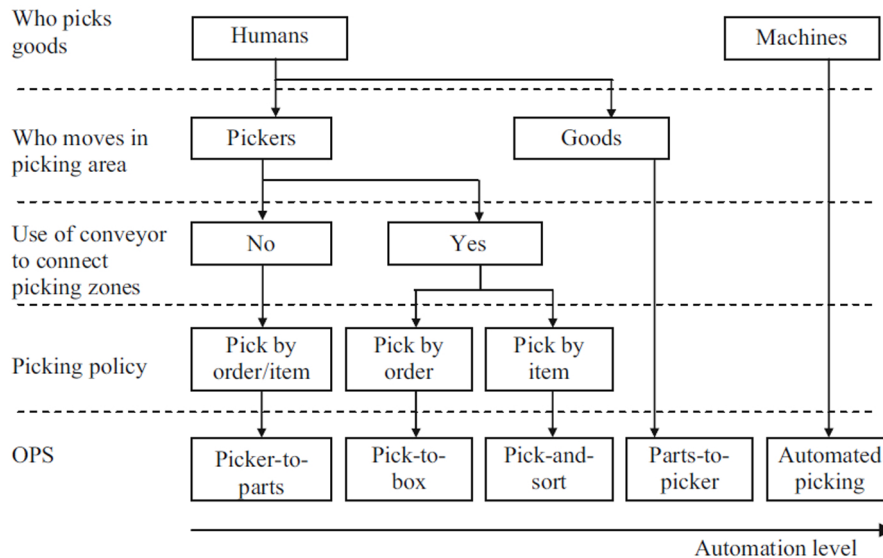 Who picks
goods
Humans
Machines
Who moves in
picking area
Pickers
Goods
Use of conveyor
to connect
picking zones
No
Yes
Picking policy
Pick by
order/item
Pick by
order
Pick by
item
OPS
Picker-to-
parts
Pick-to-
box
Pick-and-
sort
Parts-to-
picker
Automated
picking
Automation level